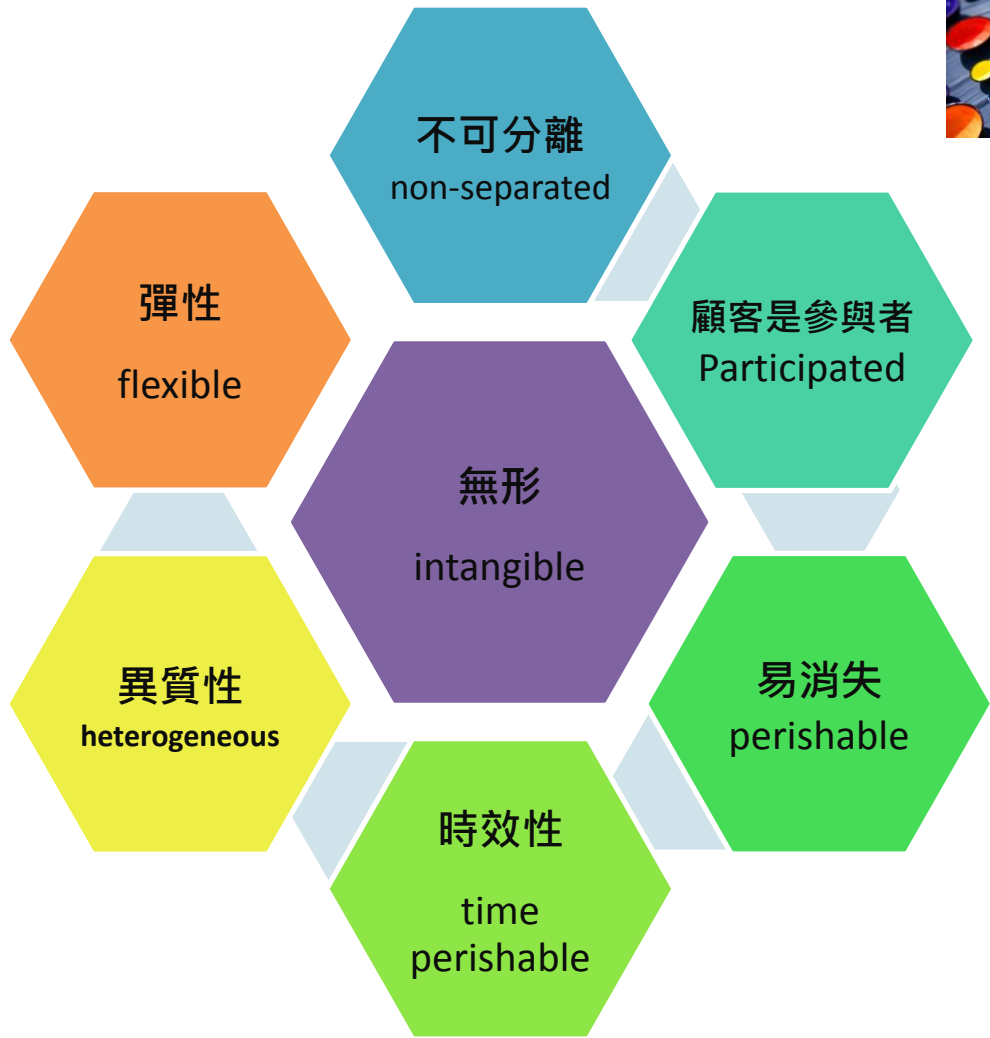 不可分離
non-separated
彈性
flexible
顧客是參與者
Participated
無形
intangible
異質性
heterogeneous
易消失
perishable
時效性
time
perishable